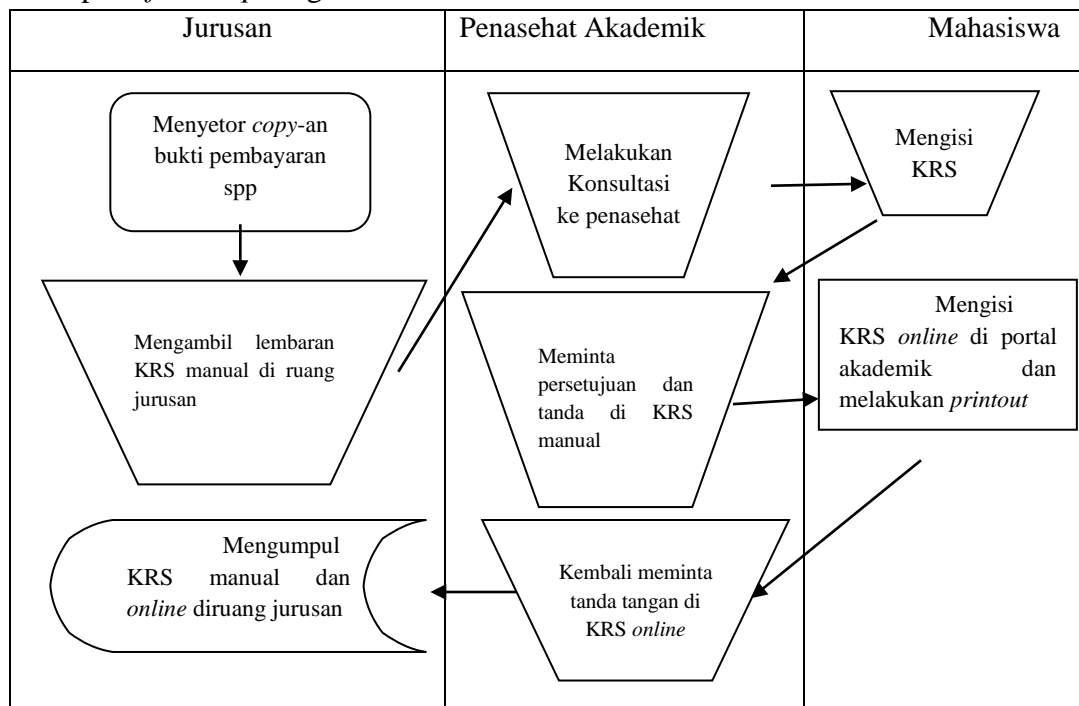 Jurusan
Penasehat Akademik
Mahasiswa
Menyetor copy-an
bukti pembayaran
spp
Melakukan
Konsultasi
ke penasehat
Mengisi
KRS
Mengambil lembaran
KRS manual di ruang
jurusan
Meminta
persetujuan dan
tanda di KRS
manual
Mengisi
KRS online di portal
akademik dan
melakukan printout
Mengumpul
KRS manual dan
online diruang jurusan
Kembali meminta
tanda tangan di
KRS online